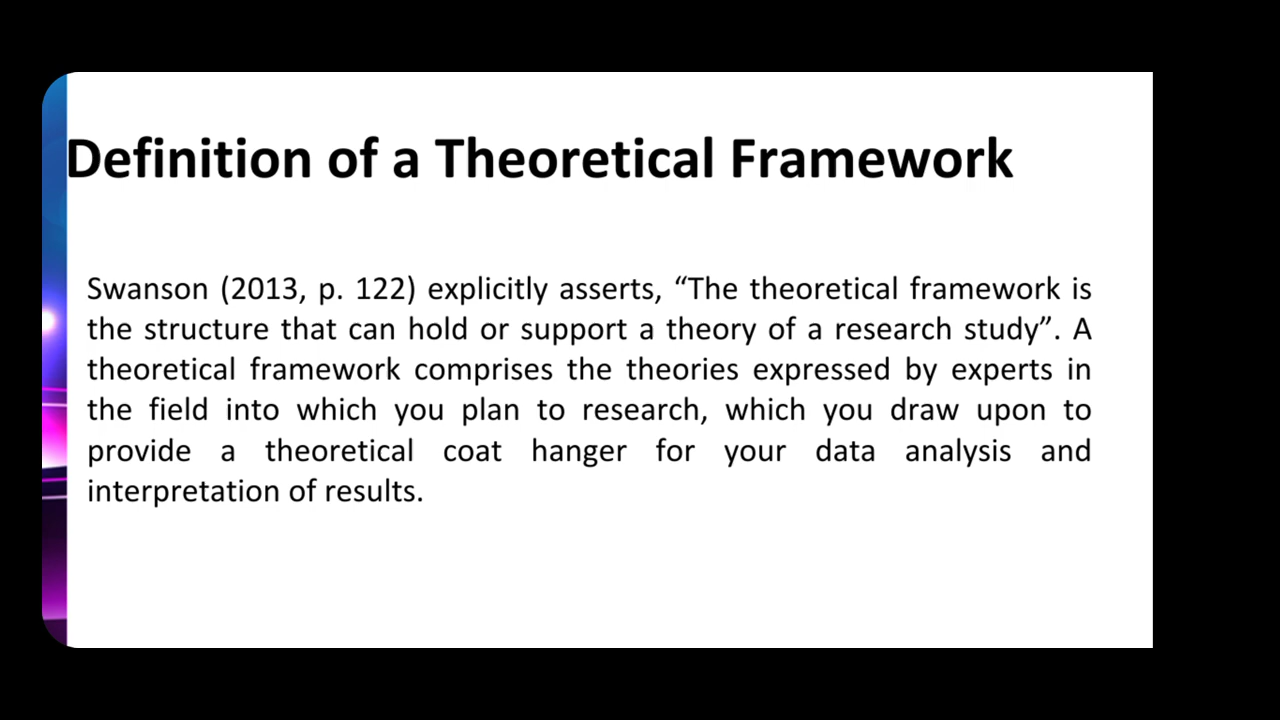 Definition of a Theoretical Framework
Swanson (2013, p. 122) explicitly asserts, “The theoretical framework is
the structure that can hold or support a theory of a research study”. A
theoretical framework comprises the theories expressed by experts in
the field into which you plan to research, which you draw upon to
provide a theoretical coat hanger for your data analysis and
interpretation of results.